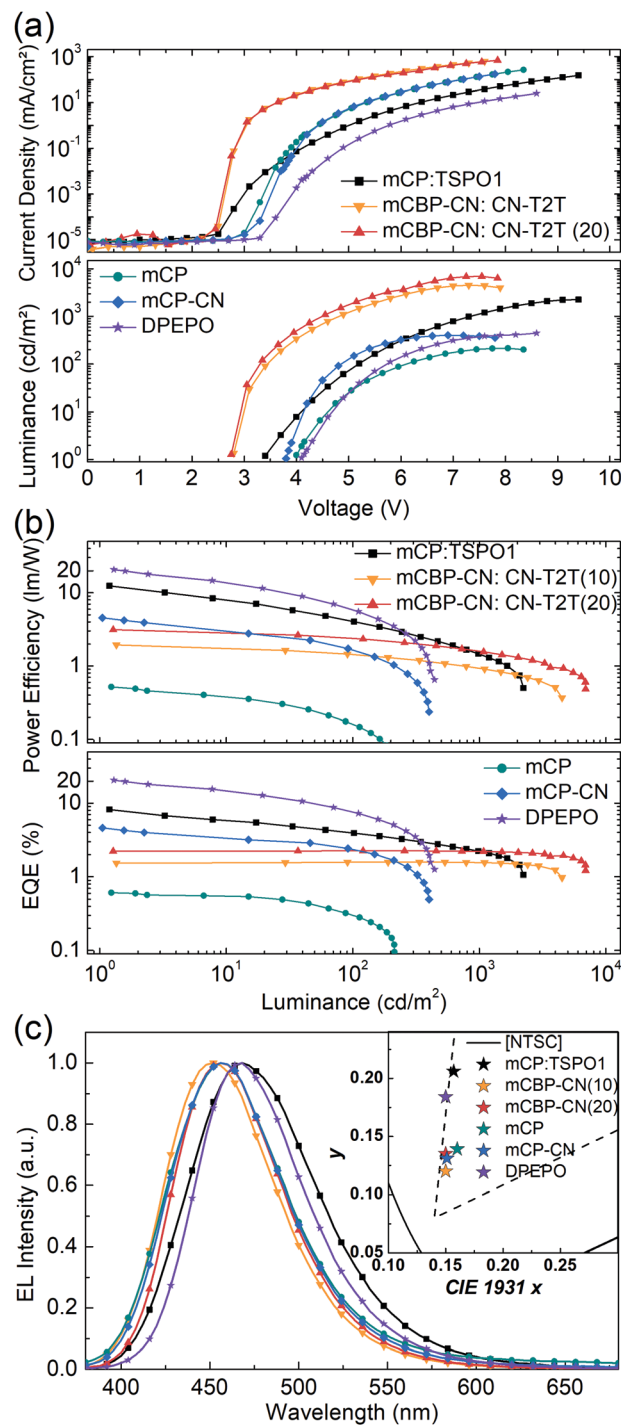 (a)
Current Density (mA/cm²)
10³
10¹
10⁻¹
10⁻³
10⁻⁵
mCP:TSPO1
mCBP-CN: CN-T2T
mCBP-CN: CN-T2T (20)
Luminance (cd/m²)
10⁴
10³
10²
10¹
10⁰
mCP
mCP-CN
DPEPO
0 1 2 3 4 5 6 7 8 9 10
Voltage (V)
(b)
Power Efficiency (lm/W)
20
10
1
0.1
mCP:TSPO1
mCBP-CN: CN-T2T(10)
mCBP-CN: CN-T2T(20)
EQE (%)
20
10
1
0.1
mCP
mCP-CN
DPEPO
10⁰ 10¹ 10² 10³ 10⁴
Luminance (cd/m²)
(c)
EL Intensity (a.u.)
1.0
0.8
0.6
0.4
0.2
0.0
400 450 500 550 600 650
Wavelength (nm)
y
0.20
0.15
0.10
0.05
[NTSC]
mCP:TSPO1
mCBP-CN(10)
mCBP-CN(20)
mCP
mCP-CN
DPEPO
0.10 0.15 0.20 0.25
CIE 1931 x